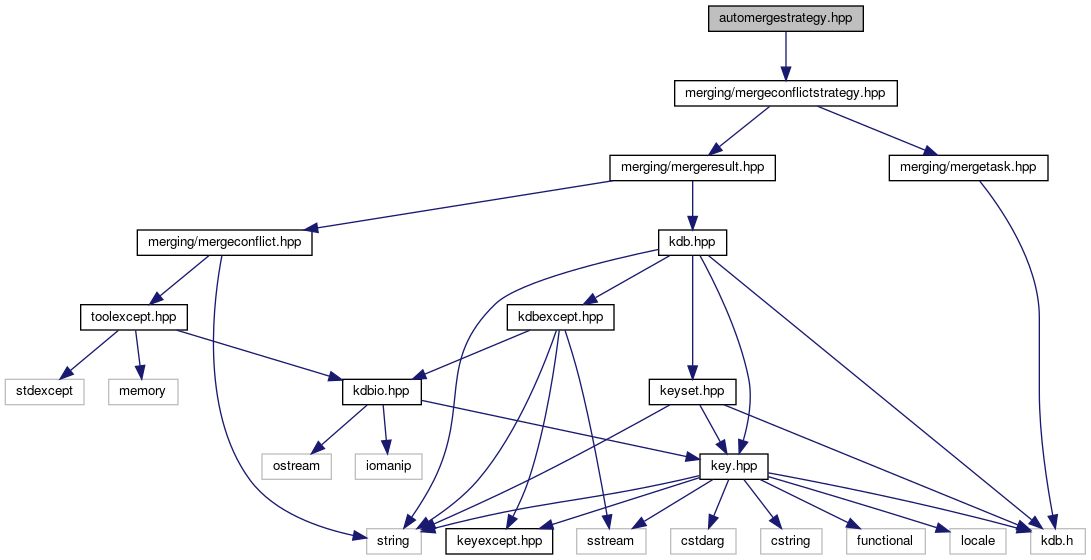 automergestrategy.hpp
merging/mergeconflictstrategy.hpp
merging/mergeresult.hpp
merging/mergetask.hpp
merging/mergeconflict.hpp
kdb.hpp
toolexcept.hpp
kdbexcept.hpp
stdexcept
memory
kdbio.hpp
keyset.hpp
ostream
iomanip
key.hpp
string
keyexcept.hpp
sstream
cstdarg
cstring
functional
locale
kdb.h